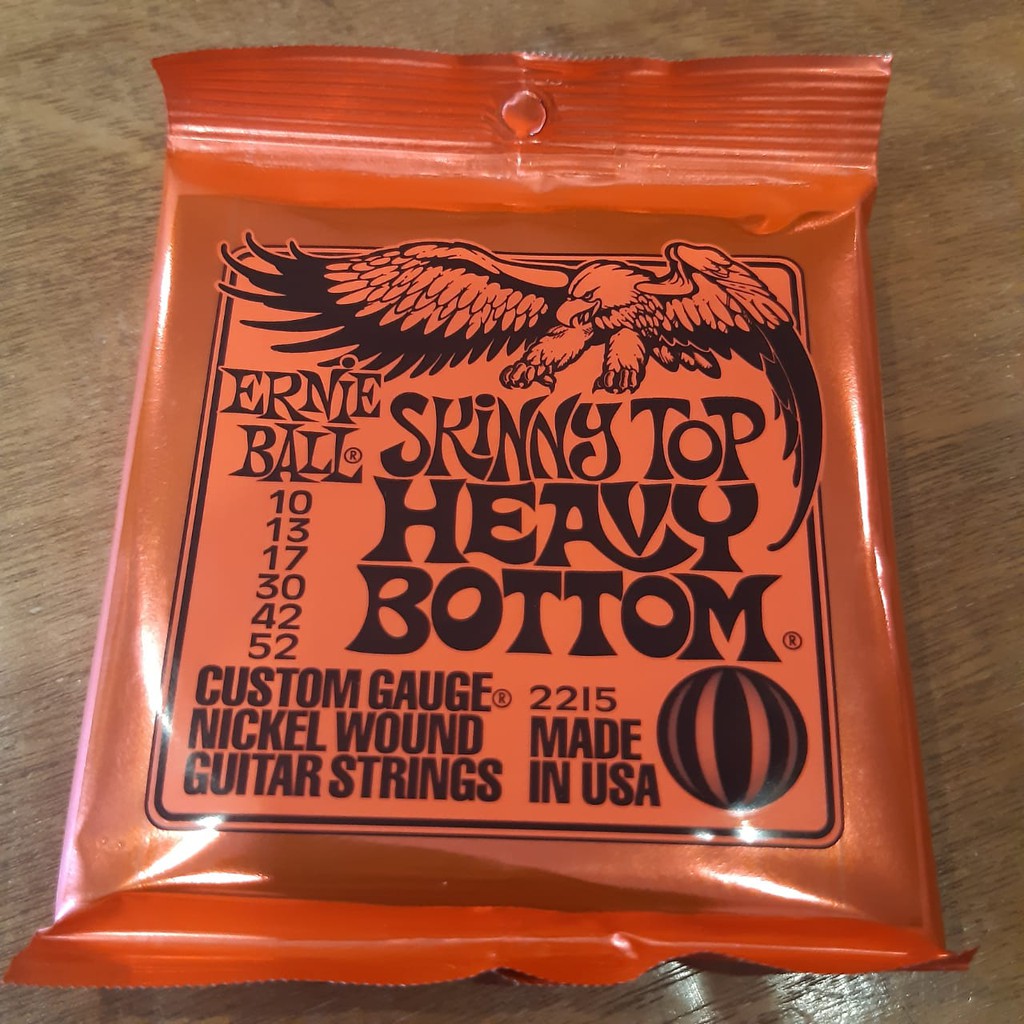 ERNiE
BALL®
10
13
17
30
42
52
SKiNNY TOP
HEAVY
BOTTOM®
CUSTOM GAUGE®
NICKEL WOUND
GUITAR STRINGS
2215
MADE
IN USA